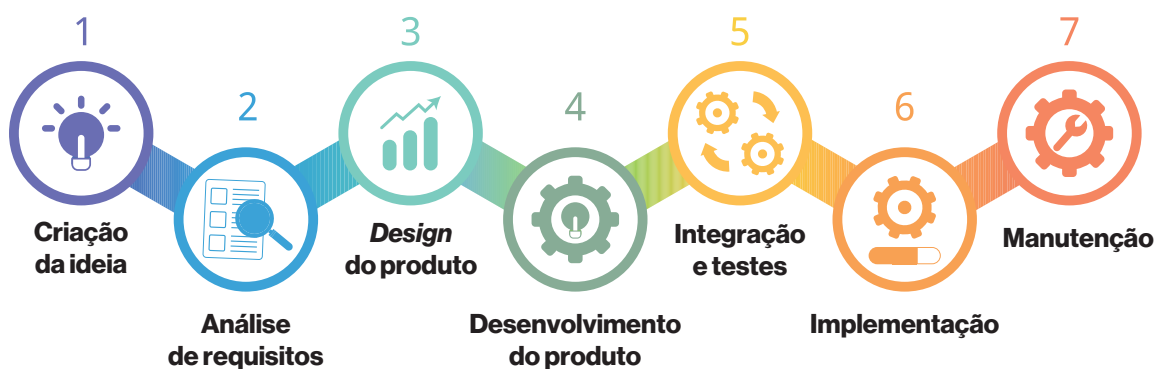 1
Criação
da ideia
2
Análise
de requisitos
3
Design
do produto
4
Desenvolvimento
do produto
5
Integração
e testes
6
Implementação
7
Manutenção